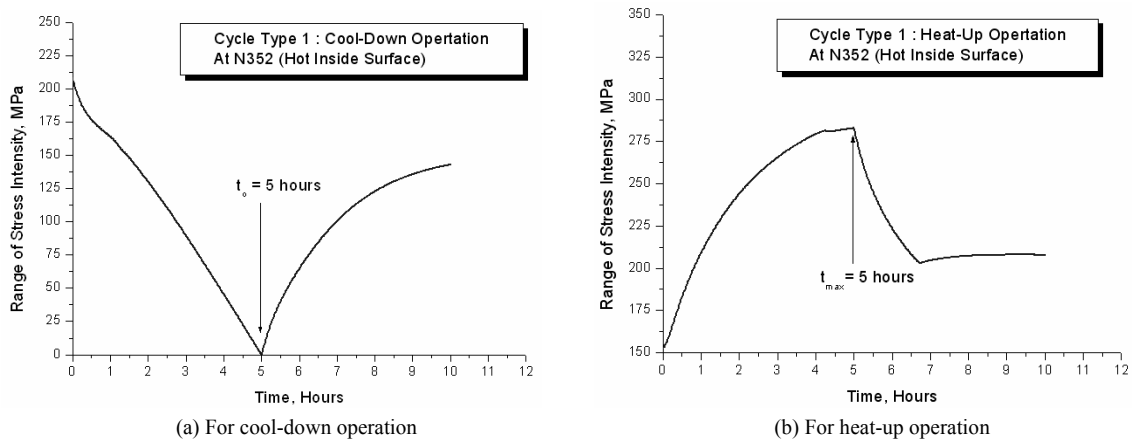 Cycle Type 1 : Cool-Down Opertation
At N352 (Hot Inside Surface)
Range of Stress Intensity, MPa
250
225
200
175
150
125
100
75
50
25
0
t_o = 5 hours
0 1 2 3 4 5 6 7 8 9 10 11 12
Time, Hours
(a) For cool-down operation
Cycle Type 1 : Heat-Up Opertation
At N352 (Hot Inside Surface)
Range of Stress Intensity, MPa
350
325
300
275
250
225
200
175
150
t_max = 5 hours
0 1 2 3 4 5 6 7 8 9 10 11 12
Time, Hours
(b) For heat-up operation